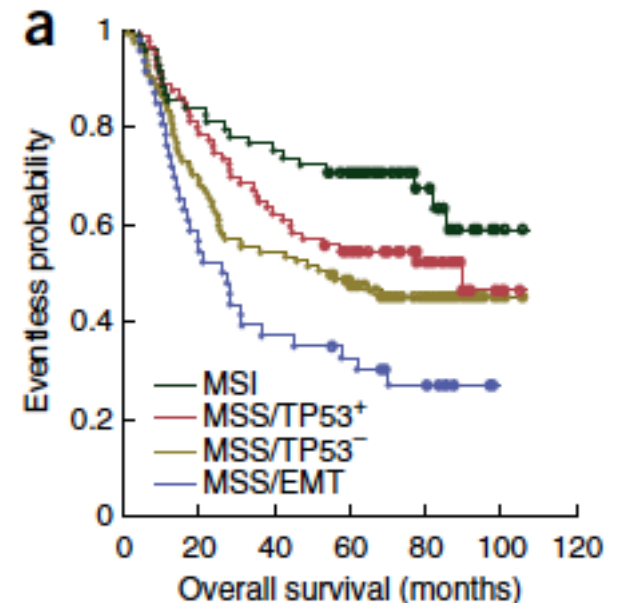 a
Eventless probability
1
0.8
0.6
0.4
0.2
0
MSI
MSS/TP53⁺
MSS/TP53⁻
MSS/EMT
0 20 40 60 80 100 120
Overall survival (months)